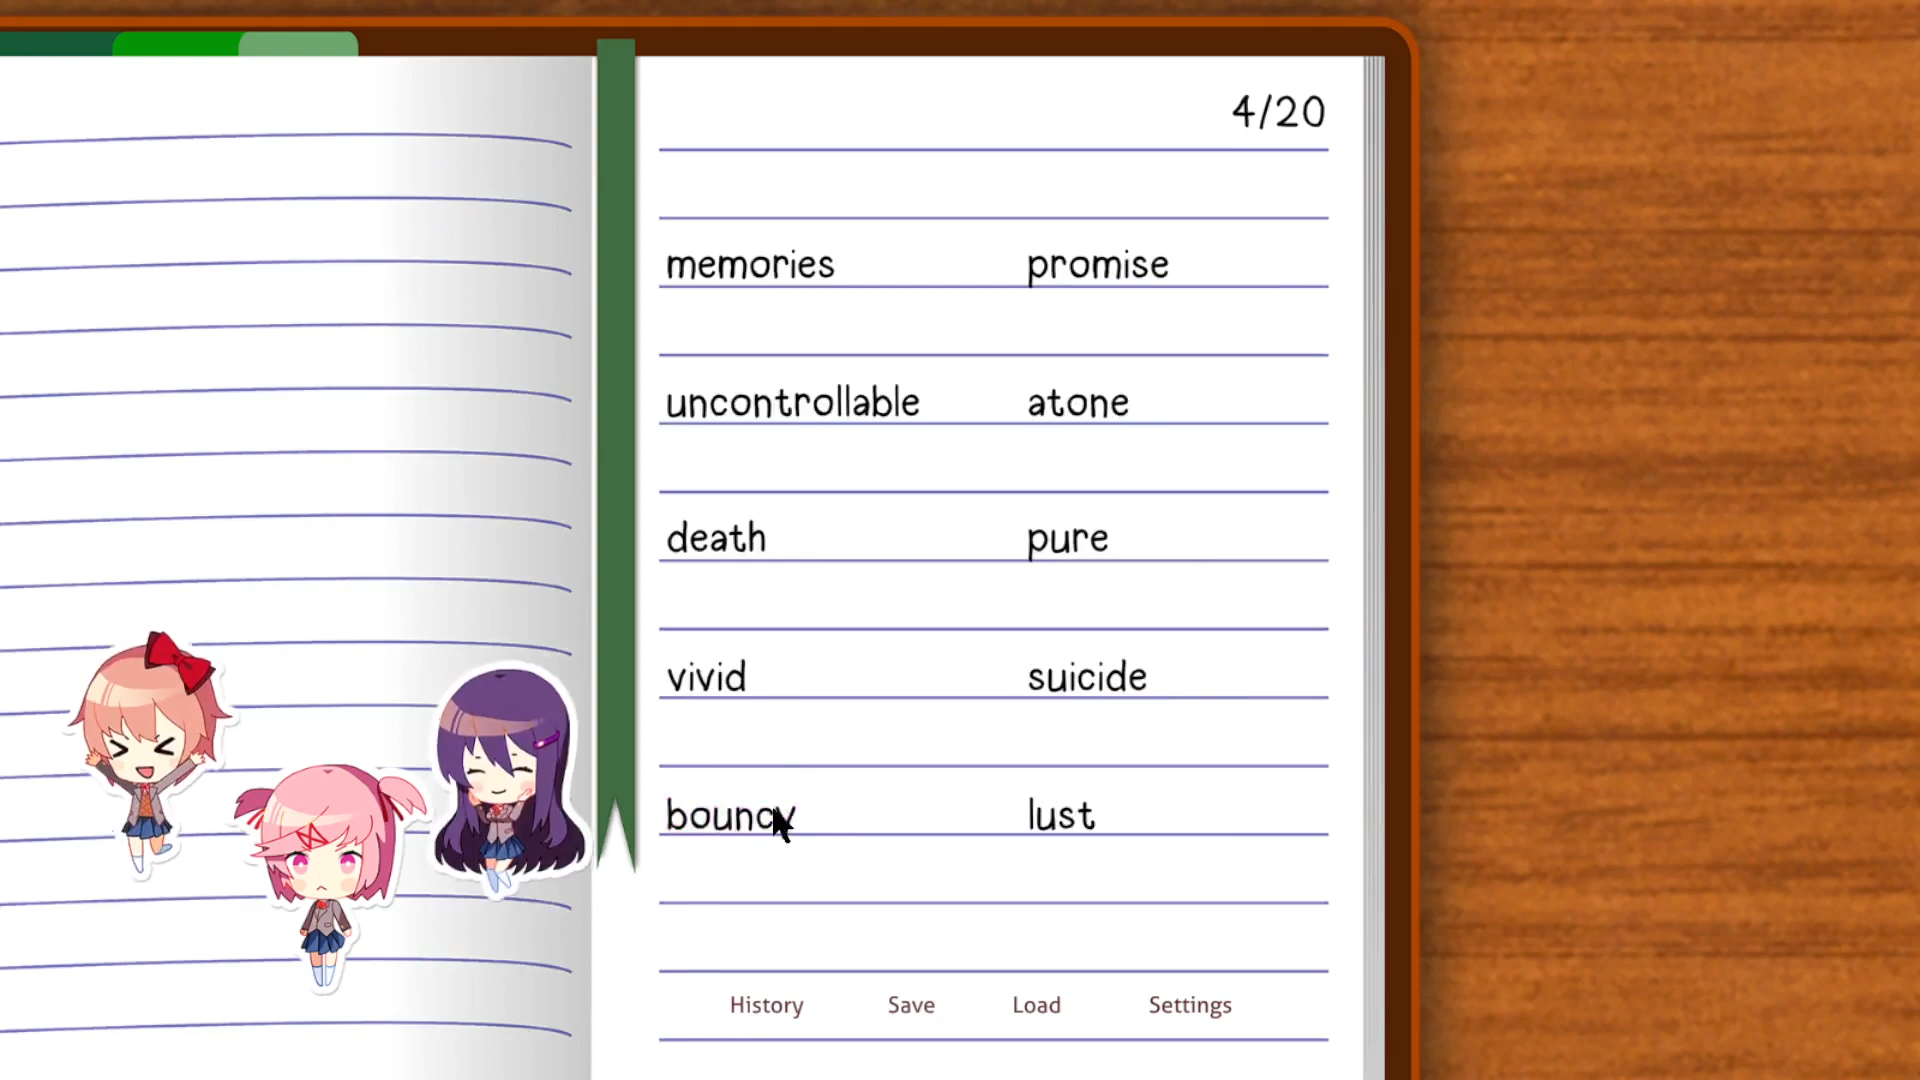 4/20
memories promise
uncontrollable atone
death pure
vivid suicide
bouncy lust
History Save Load Settings